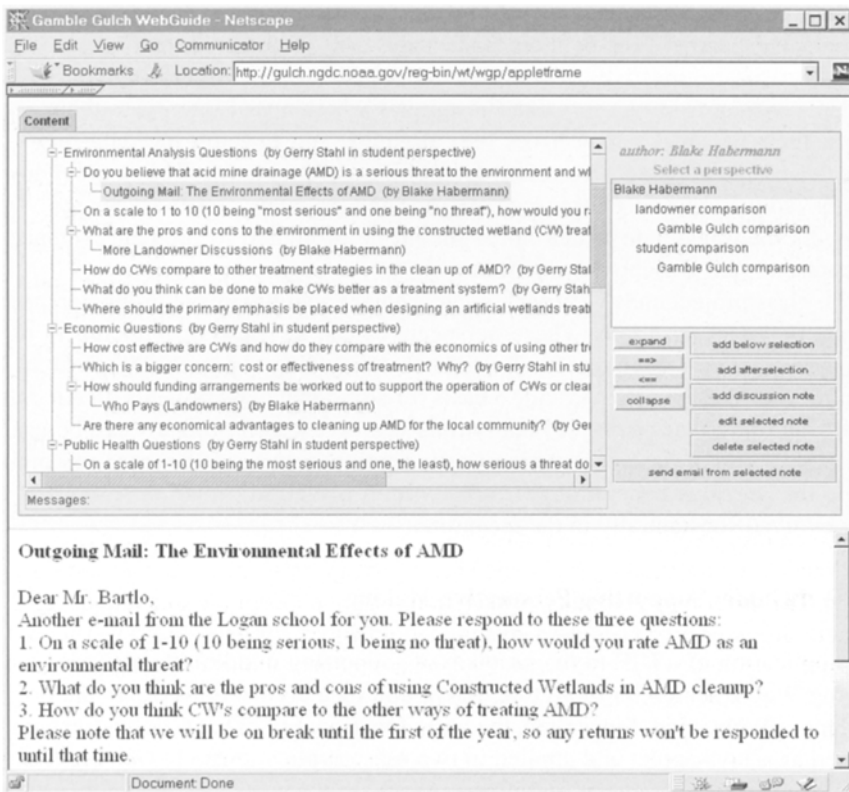 Gamble Gulch WebGuide - Netscape
File Edit View Go Communicator Help
Bookmarks Location: http://gulch.ngdc.noaa.gov/reg-bin/wt/wgp/appletframe
Content
Environmental Analysis Questions (by Gerry Stahl in student perspective)
Do you believe that acid mine drainage (AMD) is a serious threat to the environment and wi
Outgoing Mail: The Environmental Effects of AMD (by Blake Habermann)
On a scale to 1 to 10 (10 being "most serious" and one being "no threat"), how would you r
What are the pros and cons to the environment in using the constructed wetland (CW) treat
More Landowner Discussions (by Blake Habermann)
How do CWs compare to other treatment strategies in the clean up of AMD? (by Gerry Stal
What do you think can be done to make CWs better as a treatment system? (by Gerry Stah
Where should the primary emphasis be placed when designing an artificial wetlands treatr
Economic Questions (by Gerry Stahl in student perspective)
How cost effective are CWs and how do they compare with the economics of using other tr
Which is a bigger concern: cost or effectiveness of treatment? Why? (by Gerry Stahl in stu
How should funding arrangements be worked out to support the operation of CWs or clear
Who Pays (Landowners) (by Blake Habermann)
Are there any economical advantages to cleaning up AMD for the local community? (by Ge
Public Health Questions (by Gerry Stahl in student perspective)
On a scale of 1-10 (10 being the most serious and one, the least), how serious a threat do
Messages:
author: Blake Habermann
Select a perspective
Blake Habermann
landowner comparison
Gamble Gulch comparison
student comparison
Gamble Gulch comparison
expand
==>
<==
collapse
add below selection
add afterselection
add discussion note
edit selected note
delete selected note
send email from selected note
Outgoing Mail: The Environmental Effects of AMD
Dear Mr. Bartlo,
Another e-mail from the Logan school for you. Please respond to these three questions:
1. On a scale of 1-10 (10 being serious, 1 being no threat), how would you rate AMD as an
environmental threat?
2. What do you think are the pros and cons of using Constructed Wetlands in AMD cleanup?
3. How do you think CW's compare to the other ways of treating AMD?
Please note that we will be on break until the first of the year, so any returns won't be responded to
until that time.
Document: Done